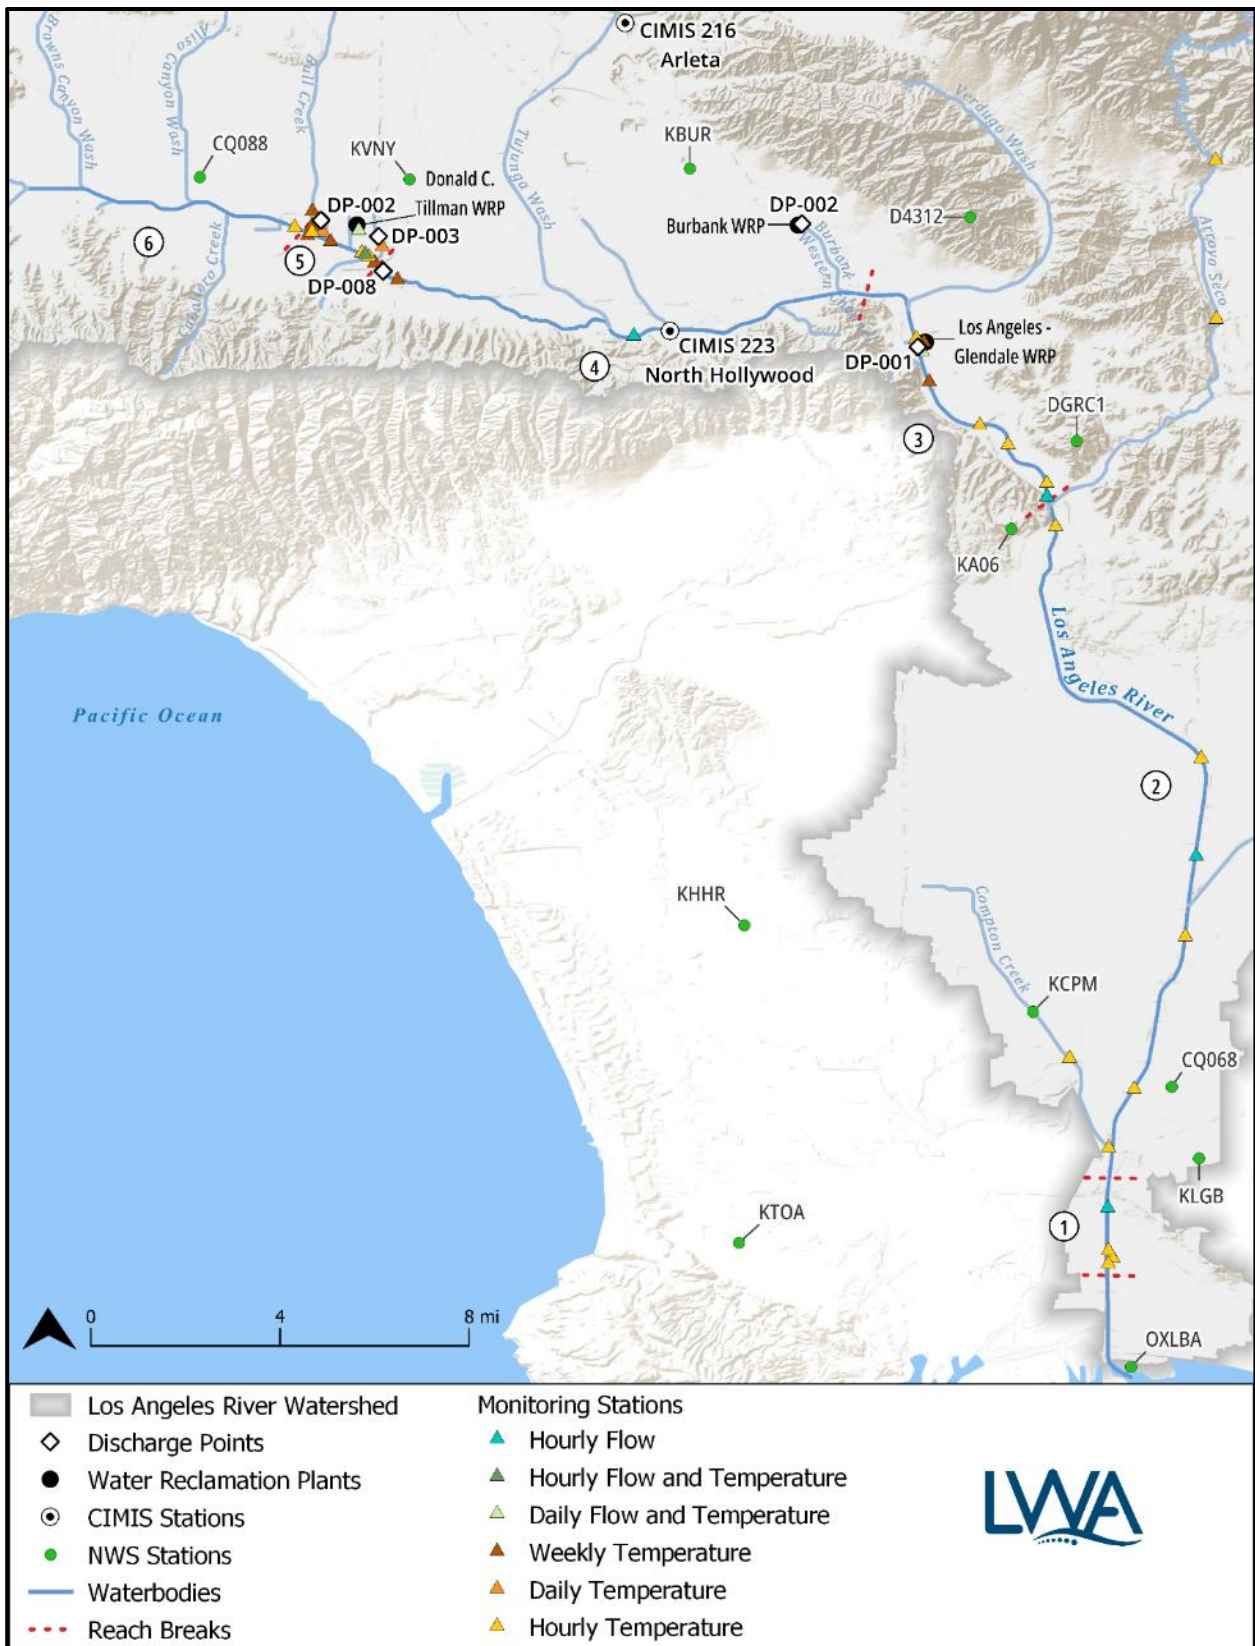 CIMIS 216
Arleta
Browns Canyon Wash
Aliso Canyon Wash
Bull Creek
Tujunga Wash
Verdugo Wash
CQ088
KVNY
KBUR
Donald C.
Tillman WRP
DP-002
DP-003
DP-008
Burbank WRP
DP-002
Burbank
Western Channel
D4312
Arroyo Seco
6
5
Caballero Creek
4
CIMIS 223
North Hollywood
DP-001
Los Angeles -
Glendale WRP
3
DGRC1
KA06
Los Angeles River
Pacific Ocean
2
KHHR
Compton Creek
KCPM
CQ068
KLGB
KTOA
1
OXLBA
0 4 8 mi
Los Angeles River Watershed
Discharge Points
Water Reclamation Plants
CIMIS Stations
NWS Stations
Waterbodies
Reach Breaks
Monitoring Stations
Hourly Flow
Hourly Flow and Temperature
Daily Flow and Temperature
Weekly Temperature
Daily Temperature
Hourly Temperature
LWA